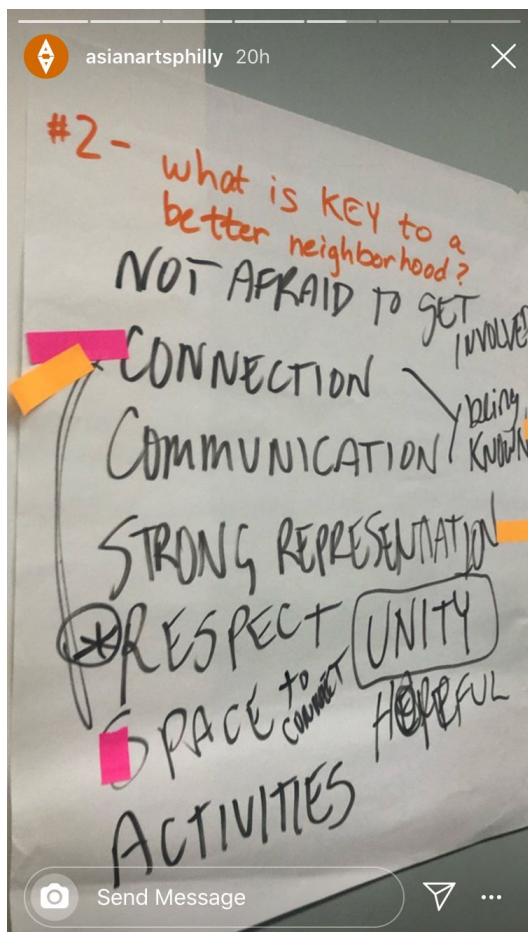 asianartsphilly 20h
#2- what is KEY to a
better neighborhood?
NOT AFRAID TO GET
INVOLVED
CONNECTION
being
KNOWN
COMMUNICATION
STRONG REPRESENTATION
*RESPECT UNITY
SPACE to
CONNECT
HOPEFUL
ACTIVITIES
Send Message